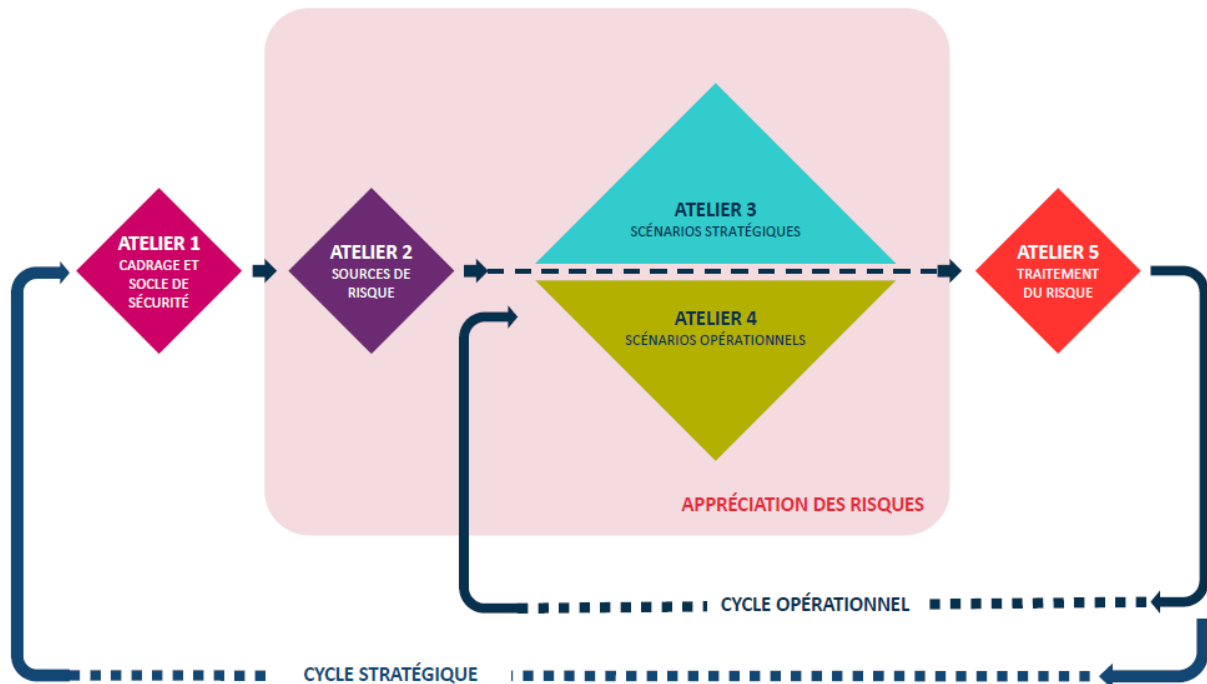 ATELIER 1
CADRAGE ET
SOCLE DE
SÉCURITÉ
ATELIER 2
SOURCES DE
RISQUE
ATELIER 3
SCÉNARIOS STRATÉGIQUES
ATELIER 4
SCÉNARIOS OPÉRATIONNELS
ATELIER 5
TRAITEMENT
DU RISQUE
APPRÉCIATION DES RISQUES
CYCLE OPÉRATIONNEL
CYCLE STRATÉGIQUE